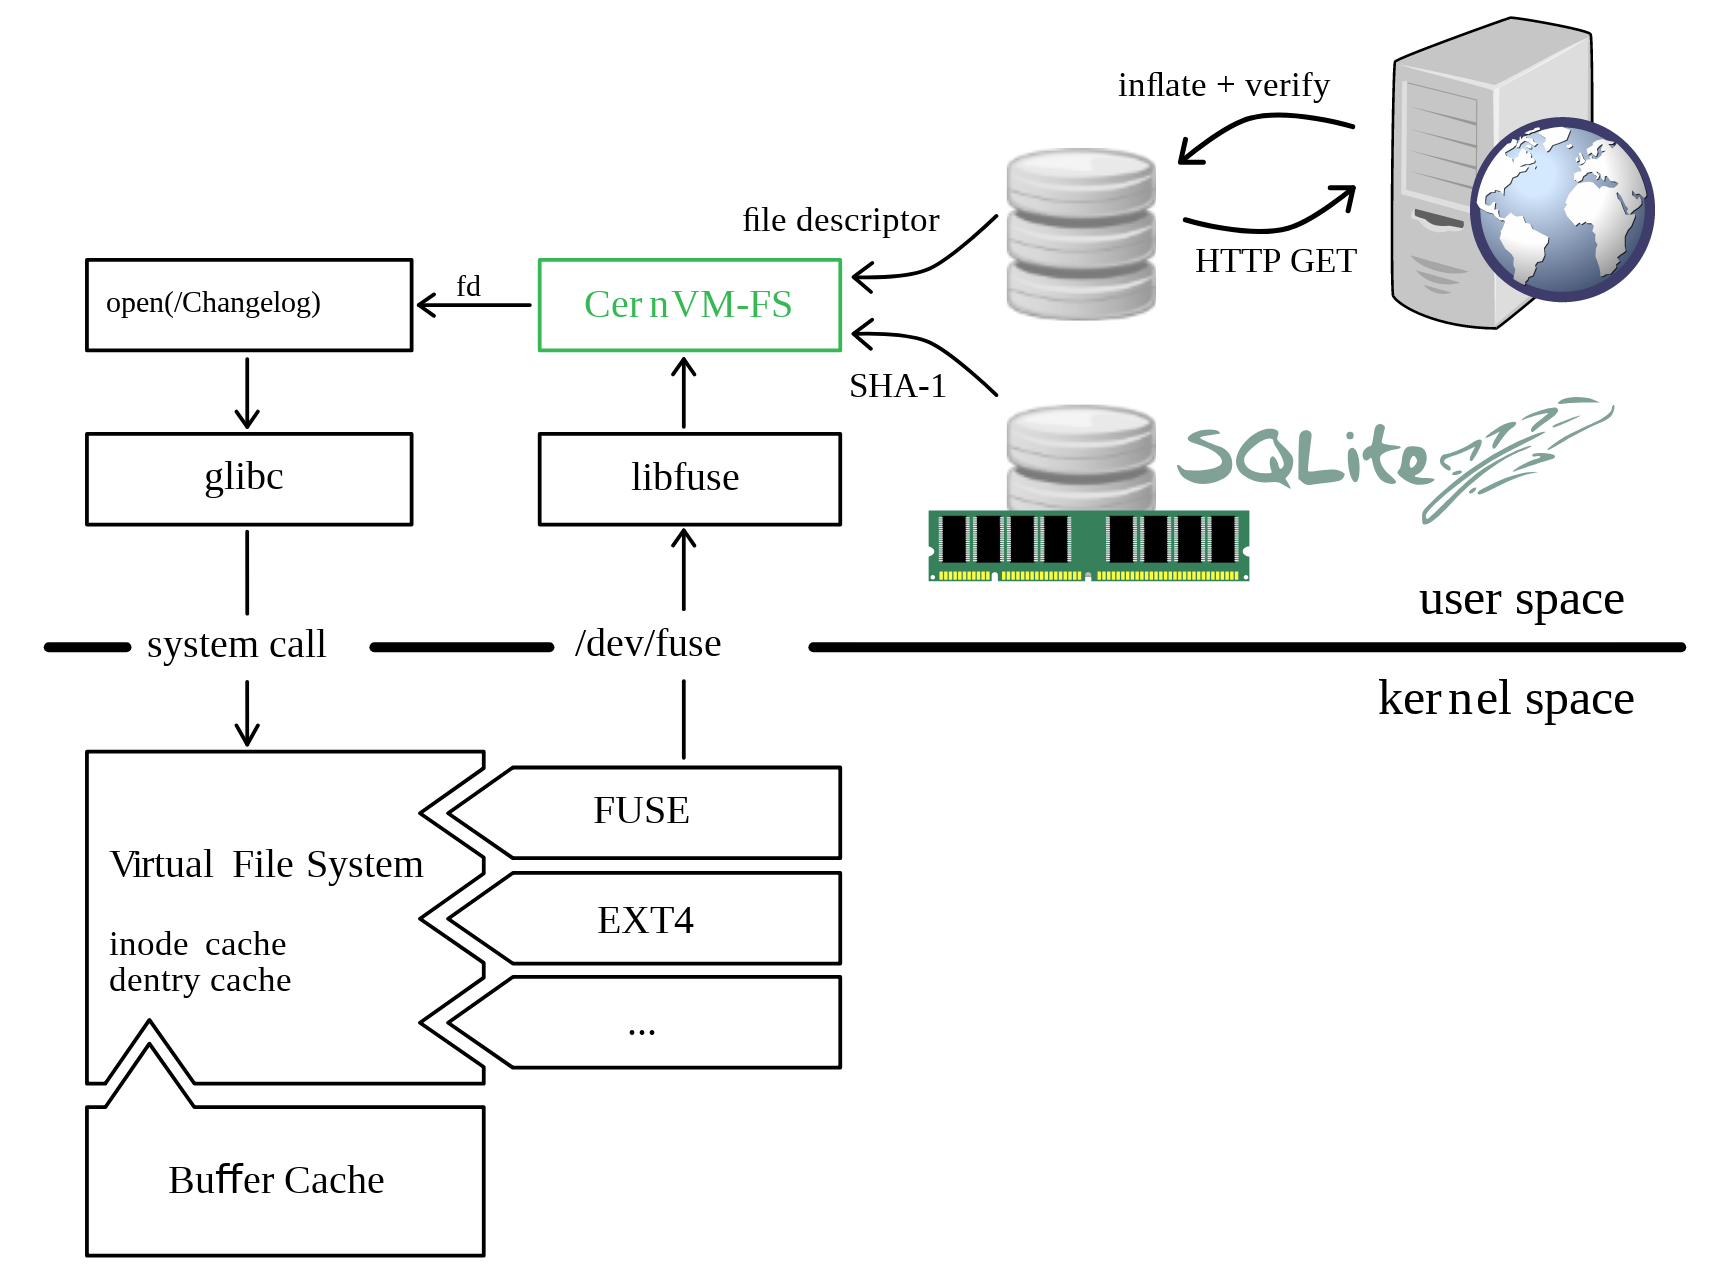 inflate + verify
file descriptor
HTTP GET
open(/Changelog)
fd
CernVM-FS
SHA-1
glibc
libfuse
SQLite
user space
system call
/dev/fuse
kernel space
FUSE
Virtual File System
EXT4
inode cache
dentry cache
...
Buffer Cache